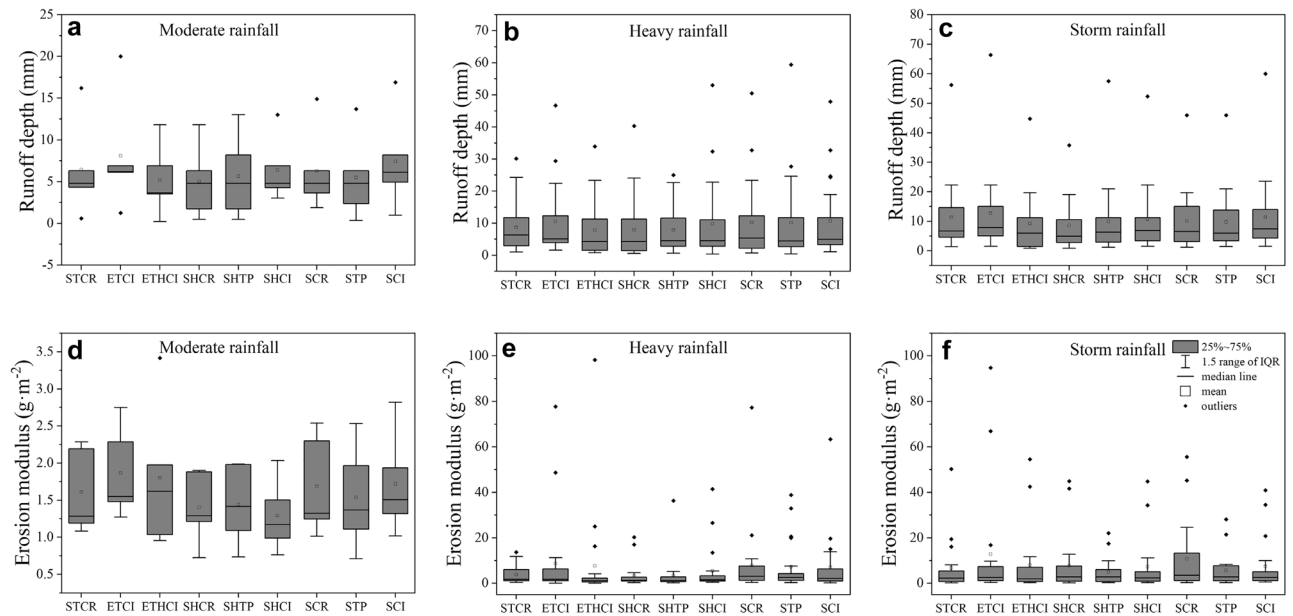 a
Moderate rainfall
Runoff depth (mm)
25
20
15
10
5
0
-5
STCR ETCI ETHCI SHCR SHTP SHCI SCR STP SCI
b
Heavy rainfall
Runoff depth (mm)
70
60
50
40
30
20
10
0
STCR ETCI ETHCI SHCR SHTP SHCI SCR STP SCI
c
Storm rainfall
Runoff depth (mm)
80
70
60
50
40
30
20
10
0
STCR ETCI ETHCI SHCR SHTP SHCI SCR STP SCI
d
Moderate rainfall
Erosion modulus (g·m⁻²)
3.5
3.0
2.5
2.0
1.5
1.0
0.5
STCR ETCI ETHCI SHCR SHTP SHCI SCR STP SCI
e
Heavy rainfall
Erosion modulus (g·m⁻²)
100
80
60
40
20
0
STCR ETCI ETHCI SHCR SHTP SHCI SCR STP SCI
f
Storm rainfall
Erosion modulus (g·m⁻²)
100
80
60
40
20
0
STCR ETCI ETHCI SHCR SHTP SHCI SCR STP SCI
25%~75%
1.5 range of IQR
median line
mean
outliers